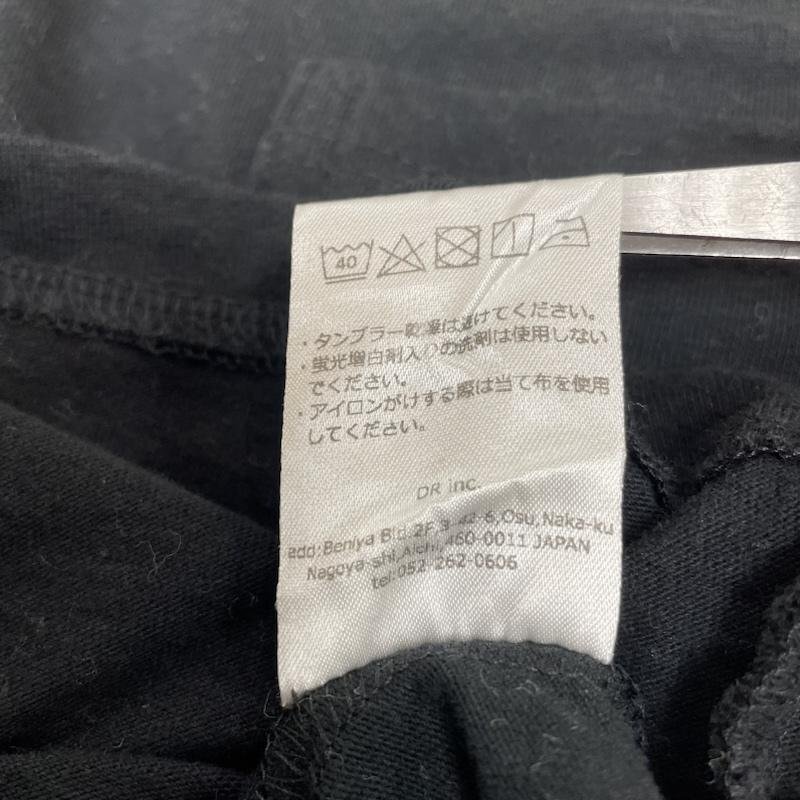 40
・タンブラー乾燥は避けてください。
・蛍光増白剤入りの洗剤は使用しない
でください。
・アイロンがけする際は当て布を使用
してください。
DR inc.
add:Beniya Bld.2F 3-42-6,Osu,Naka-ku
Nagoya-shi,Aichi,460-0011 JAPAN
tel:052-262-0606